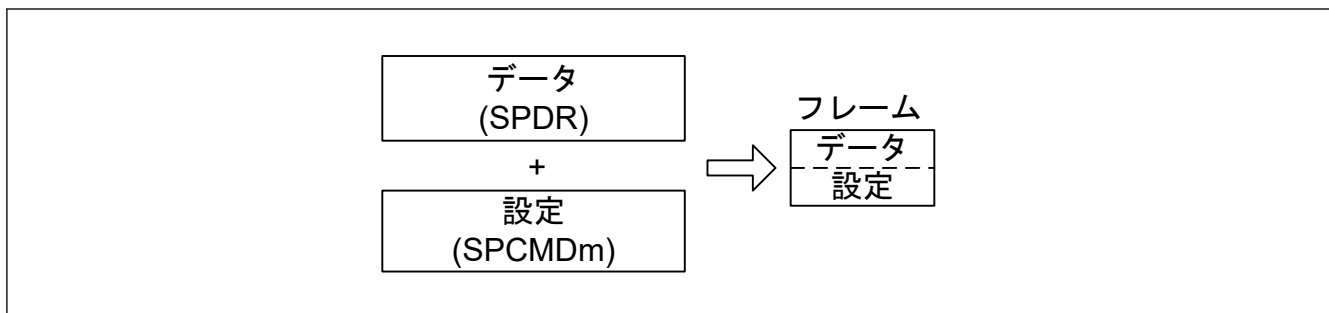 データ
(SPDR)
+
設定
(SPCMDm)
フレーム
データ
設定